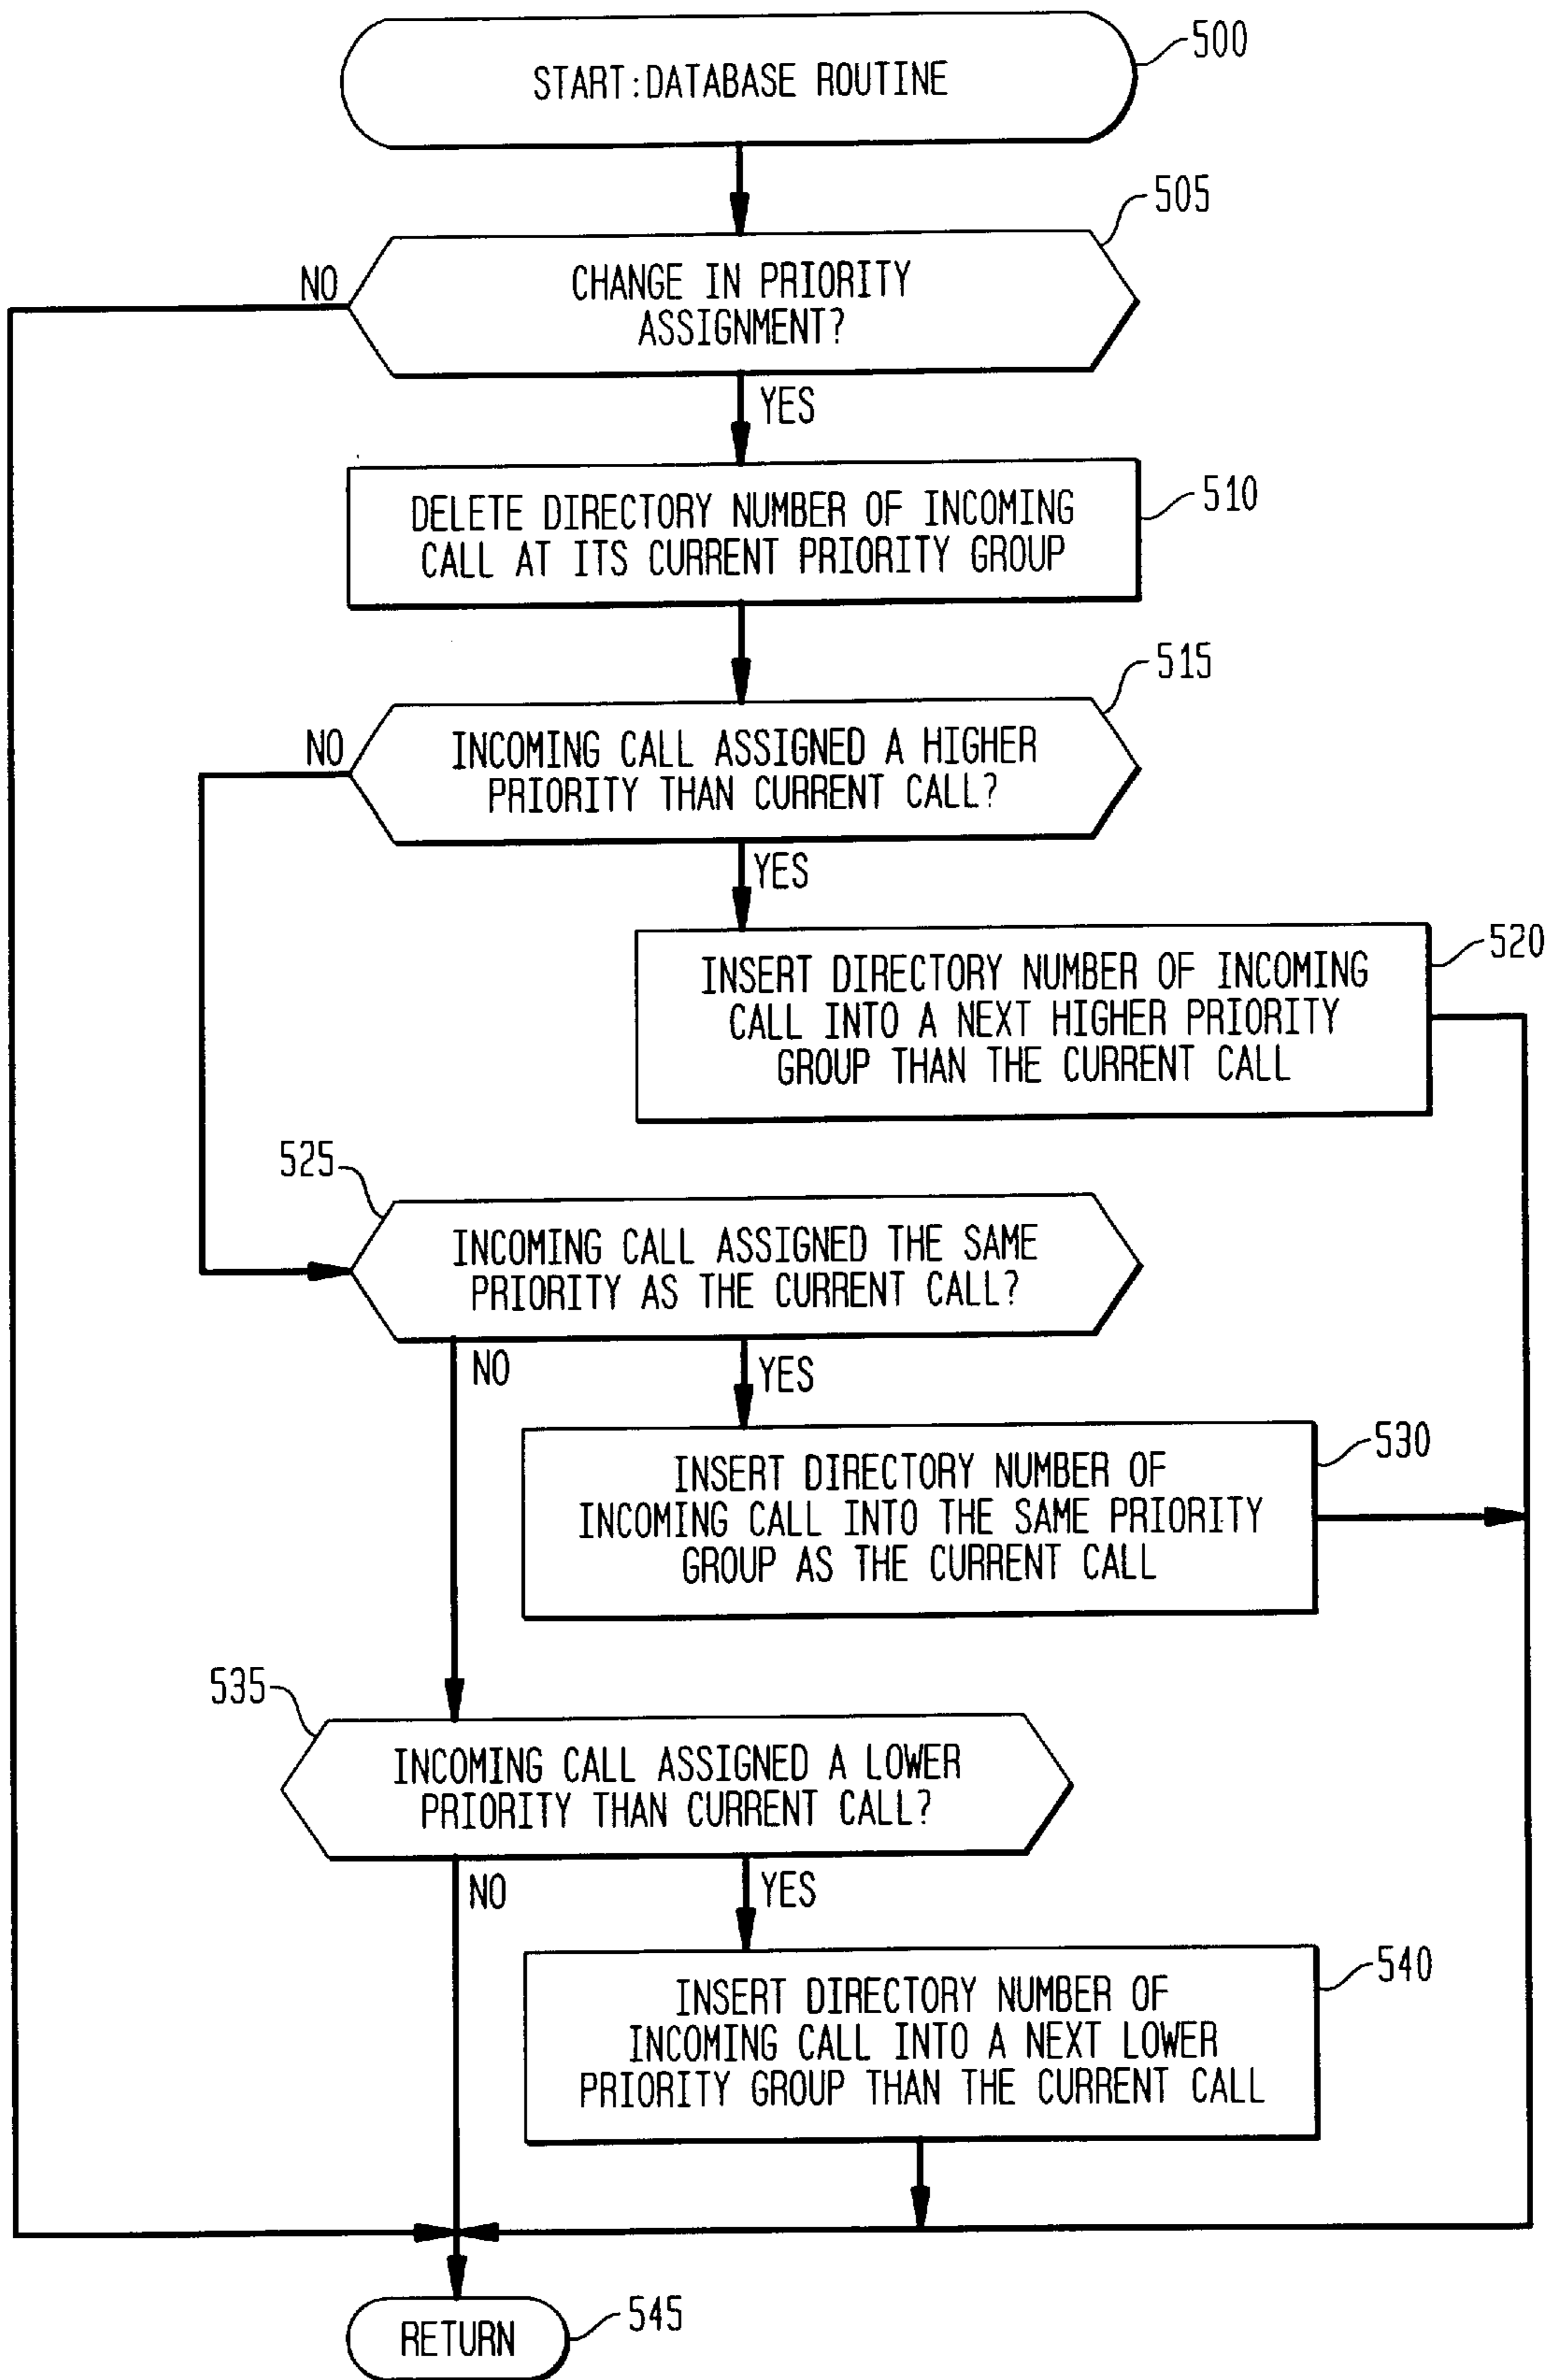 500
START:DATABASE ROUTINE
505
NO
CHANGE IN PRIORITY
ASSIGNMENT?
YES
510
DELETE DIRECTORY NUMBER OF INCOMING
CALL AT ITS CURRENT PRIORITY GROUP
515
NO
INCOMING CALL ASSIGNED A HIGHER
PRIORITY THAN CURRENT CALL?
YES
520
INSERT DIRECTORY NUMBER OF INCOMING
CALL INTO A NEXT HIGHER PRIORITY
GROUP THAN THE CURRENT CALL
525
INCOMING CALL ASSIGNED THE SAME
PRIORITY AS THE CURRENT CALL?
NO
YES
530
INSERT DIRECTORY NUMBER OF
INCOMING CALL INTO THE SAME PRIORITY
GROUP AS THE CURRENT CALL
535
INCOMING CALL ASSIGNED A LOWER
PRIORITY THAN CURRENT CALL?
NO
YES
540
INSERT DIRECTORY NUMBER OF
INCOMING CALL INTO A NEXT LOWER
PRIORITY GROUP THAN THE CURRENT CALL
545
RETURN